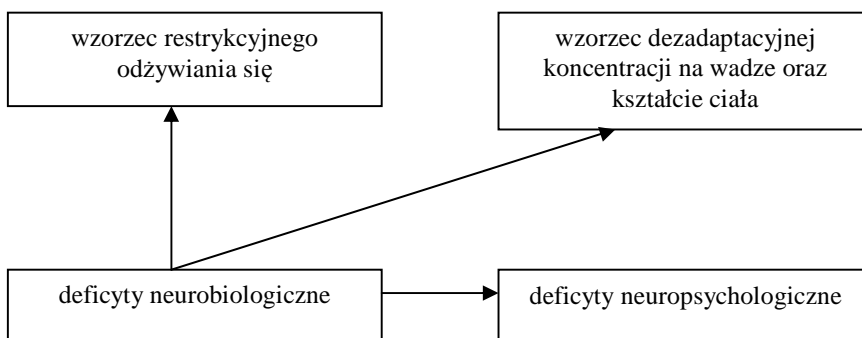 wzorzec restrykcyjnego
odżywiania się
wzorzec dezadaptacyjnej
koncentracji na wadze oraz
kształcie ciała
deficyty neurobiologiczne
deficyty neuropsychologiczne